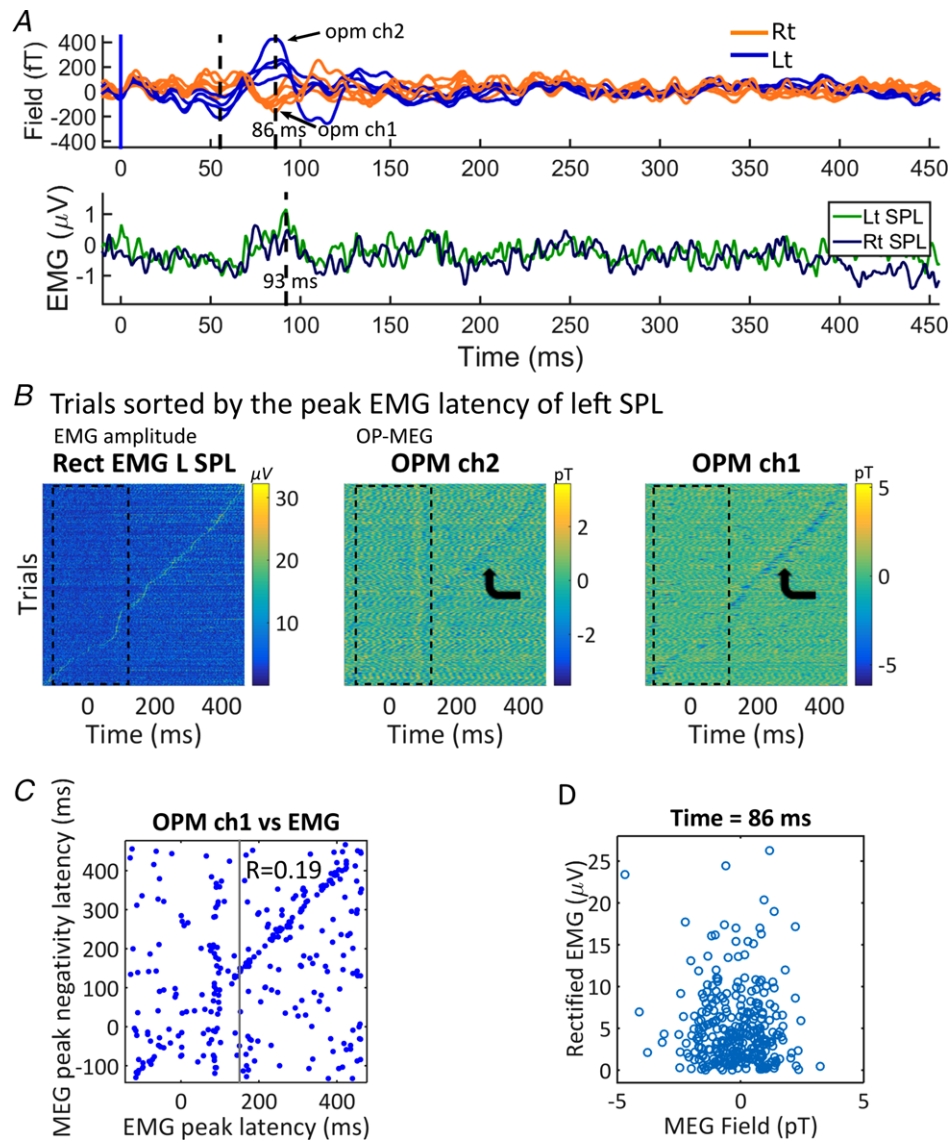 A
opm ch2
Rt
Lt
Field (fT)
400
200
0
-200
-400
86 ms
opm ch1
0 50 100 150 200 250 300 350 400 450
Time (ms)
EMG (μV)
1
0
-1
Lt SPL
Rt SPL
93 ms
0 50 100 150 200 250 300 350 400 450
Time (ms)
B Trials sorted by the peak EMG latency of left SPL
EMG amplitude
Rect EMG L SPL
μV
30
20
10
Trials
0 200 400
Time (ms)
OP-MEG
OPM ch2
pT
2
0
-2
0 200 400
Time (ms)
OPM ch1
pT
5
0
-5
0 200 400
Time (ms)
C
OPM ch1 vs EMG
R=0.19
MEG peak negativity latency (ms)
400
300
200
100
0
-100
0 200 400
EMG peak latency (ms)
D
Time = 86 ms
Rectified EMG (μV)
25
20
15
10
5
0
-5 0 5
MEG Field (pT)